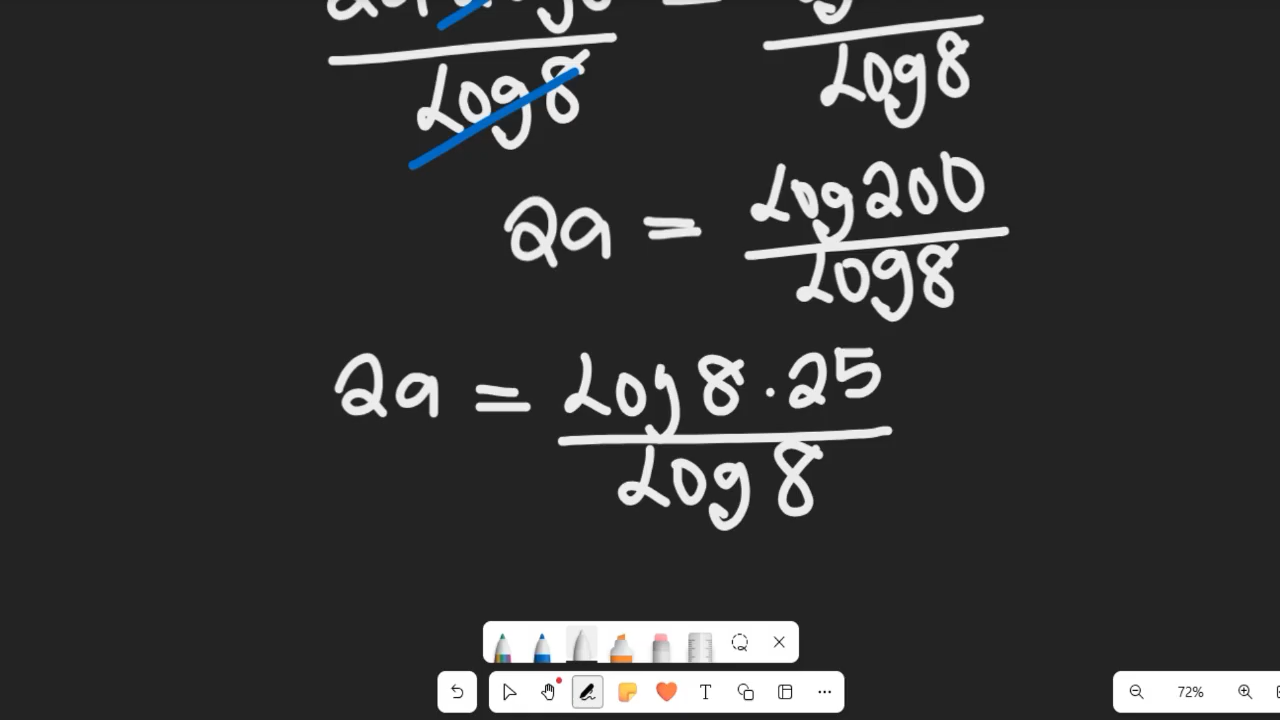 Log8 Log8
2a = Log200
Log8
2a = Log8.25
Log8
72%